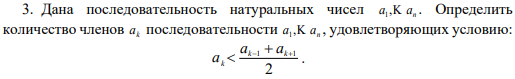 3. Дана последовательность натуральных чисел a₁,K aₙ. Определить
количество членов aₖ последовательности a₁,K aₙ, удовлетворяющих условию:
aₖ < (aₖ₋₁ + aₖ₊₁) / 2 .